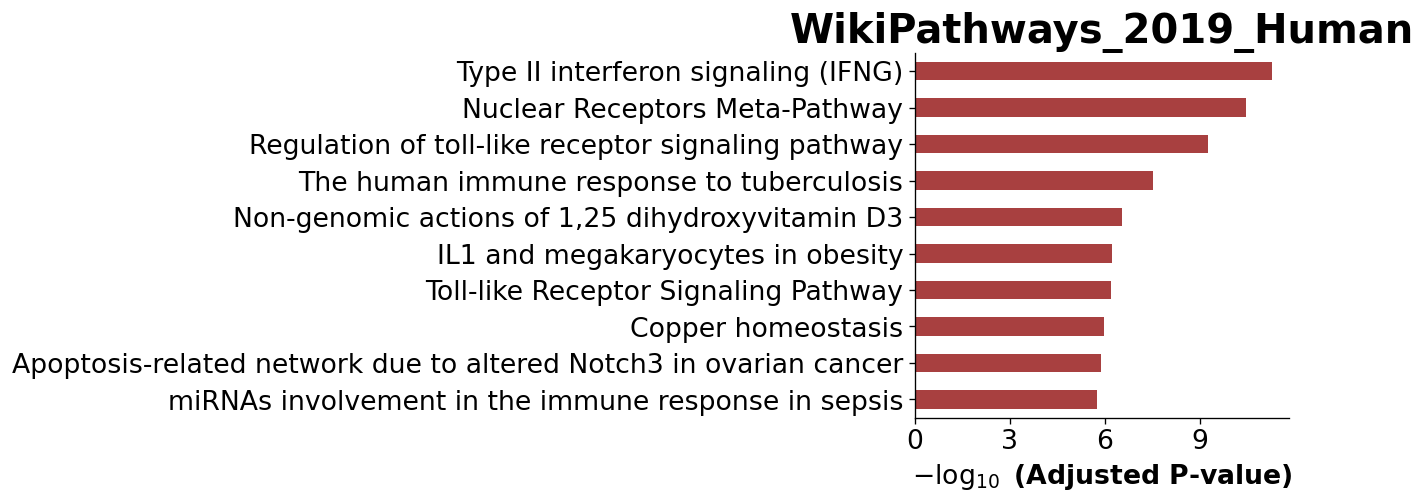 WikiPathways_2019_Human
Type II interferon signaling (IFNG)
Nuclear Receptors Meta-Pathway
Regulation of toll-like receptor signaling pathway
The human immune response to tuberculosis
Non-genomic actions of 1,25 dihydroxyvitamin D3
IL1 and megakaryocytes in obesity
Toll-like Receptor Signaling Pathway
Copper homeostasis
Apoptosis-related network due to altered Notch3 in ovarian cancer
miRNAs involvement in the immune response in sepsis
0 3 6 9
−log₁₀ (Adjusted P-value)